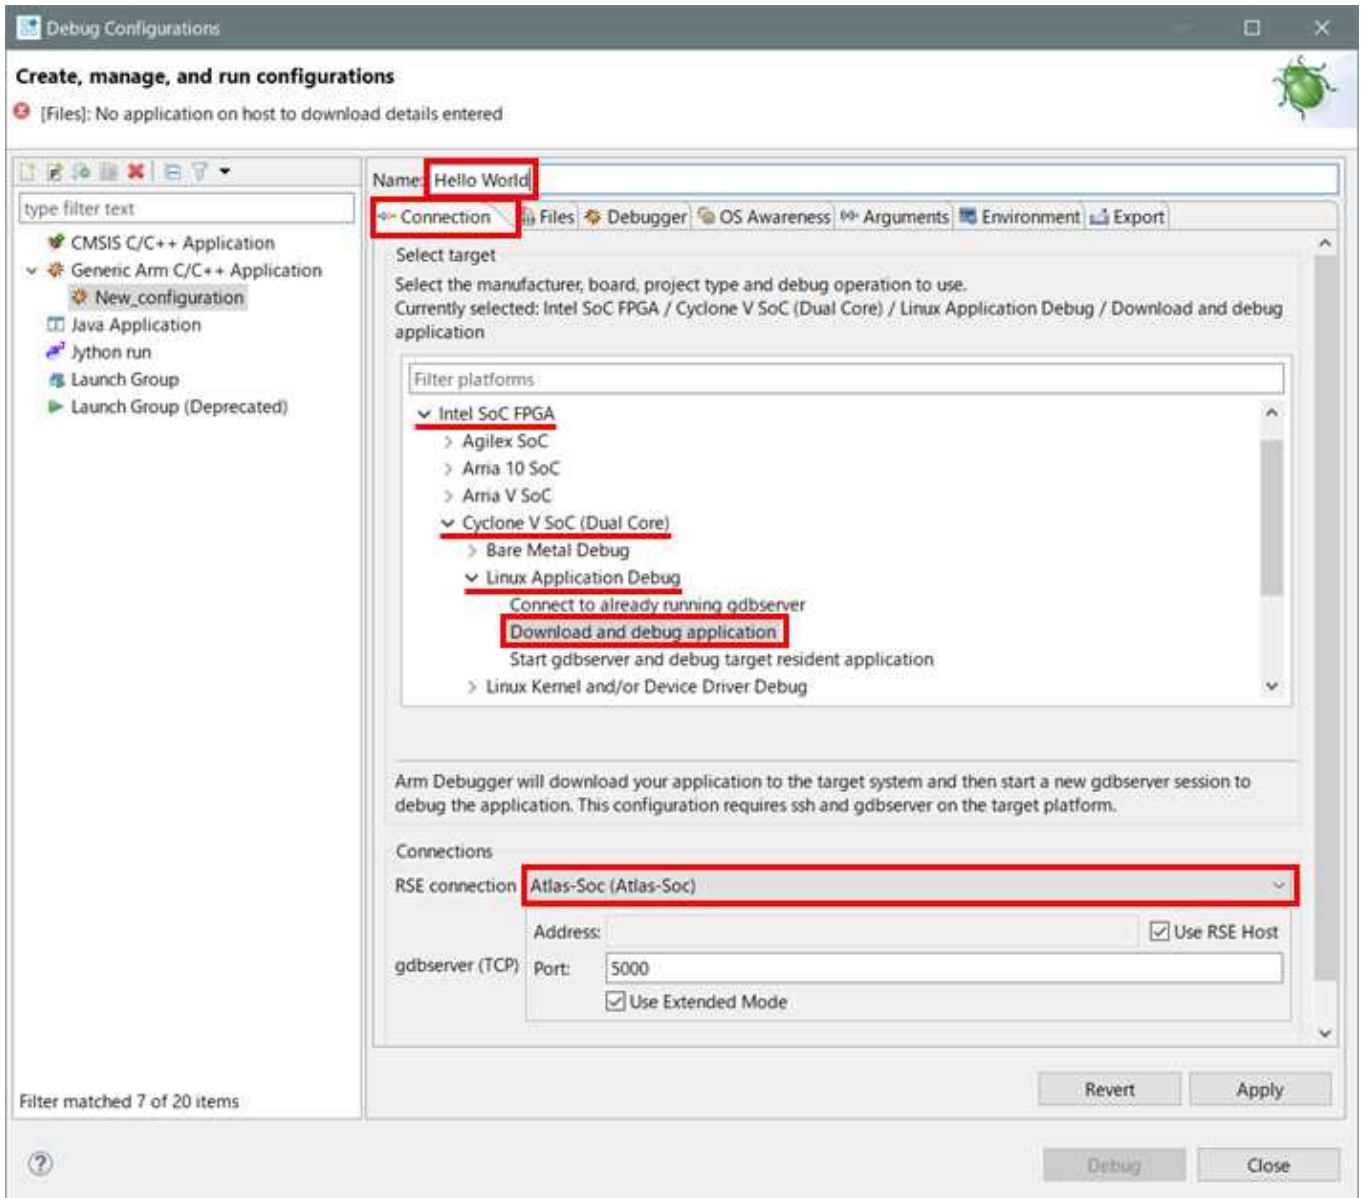 Debug Configurations
Create, manage, and run configurations
[Files]: No application on host to download details entered
type filter text
CMSIS C/C++ Application
Generic Arm C/C++ Application
New_configuration
Java Application
Jython run
Launch Group
Launch Group (Deprecated)
Filter matched 7 of 20 items
Name: Hello World
Connection Files Debugger OS Awareness Arguments Environment Export
Select target
Select the manufacturer, board, project type and debug operation to use.
Currently selected: Intel SoC FPGA / Cyclone V SoC (Dual Core) / Linux Application Debug / Download and debug
application
Filter platforms
Intel SoC FPGA
Agilex SoC
Arria 10 SoC
Arria V SoC
Cyclone V SoC (Dual Core)
Bare Metal Debug
Linux Application Debug
Connect to already running gdbserver
Download and debug application
Start gdbserver and debug target resident application
Linux Kernel and/or Device Driver Debug
Arm Debugger will download your application to the target system and then start a new gdbserver session to
debug the application. This configuration requires ssh and gdbserver on the target platform.
Connections
RSE connection Atlas-Soc (Atlas-Soc)
Address: Use RSE Host
gdbserver (TCP) Port: 5000
Use Extended Mode
Revert Apply
Debug Close